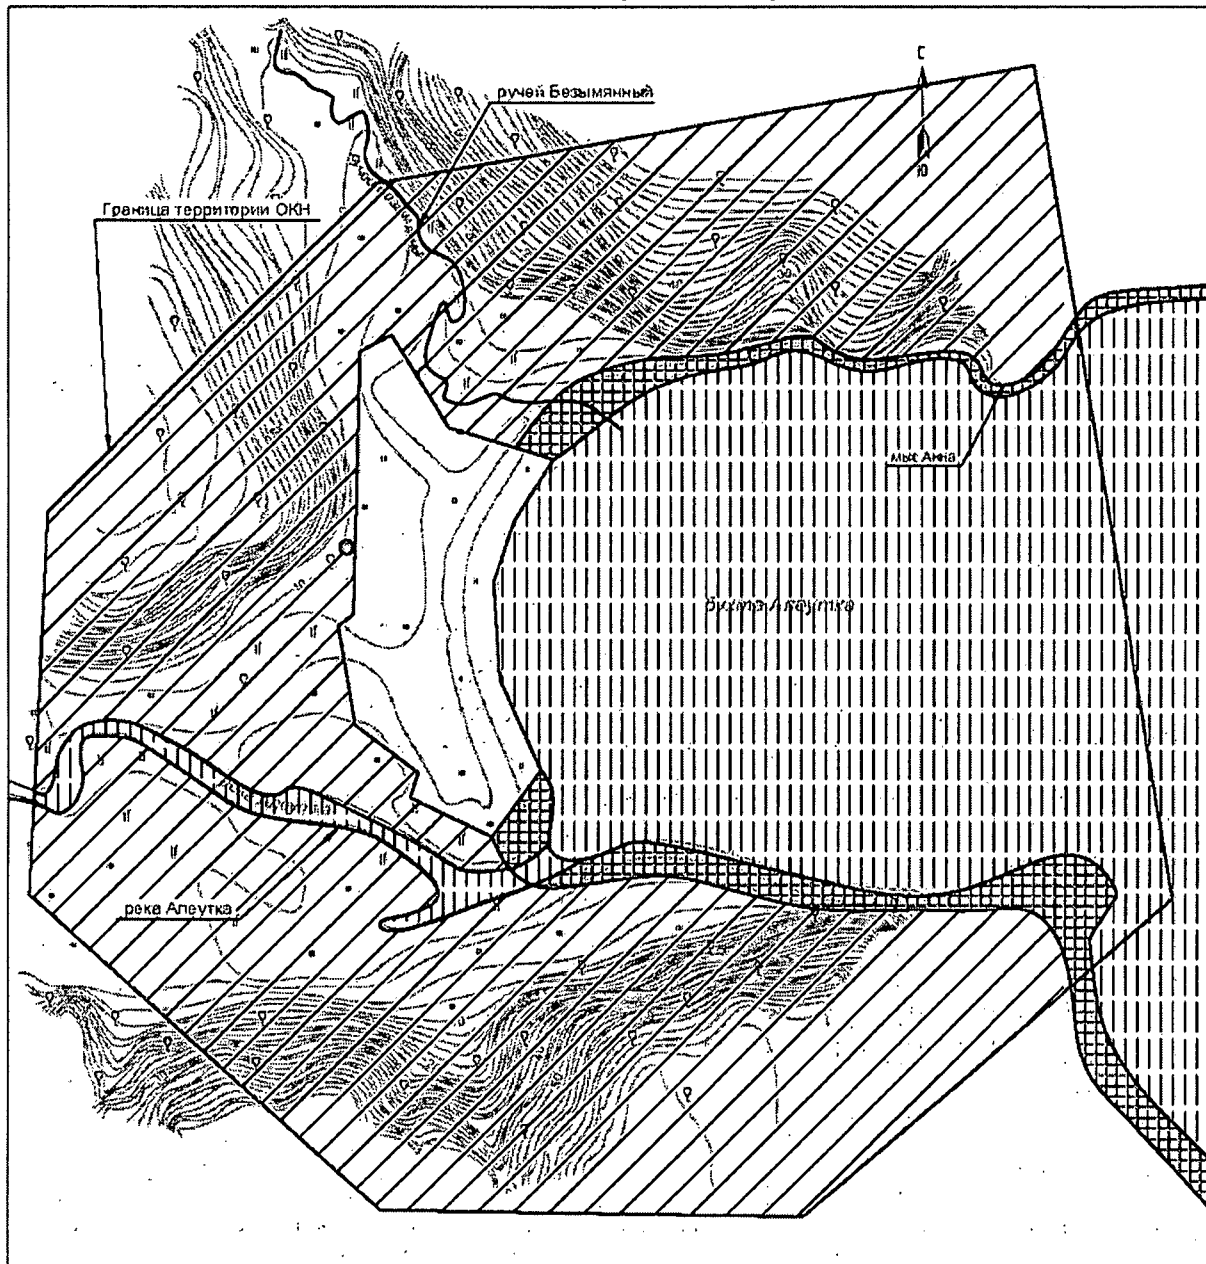 С
ручей Безымянный
Ю
Граница территории ОКН
мыс Анна
бухта Алеутка
река Алеутка